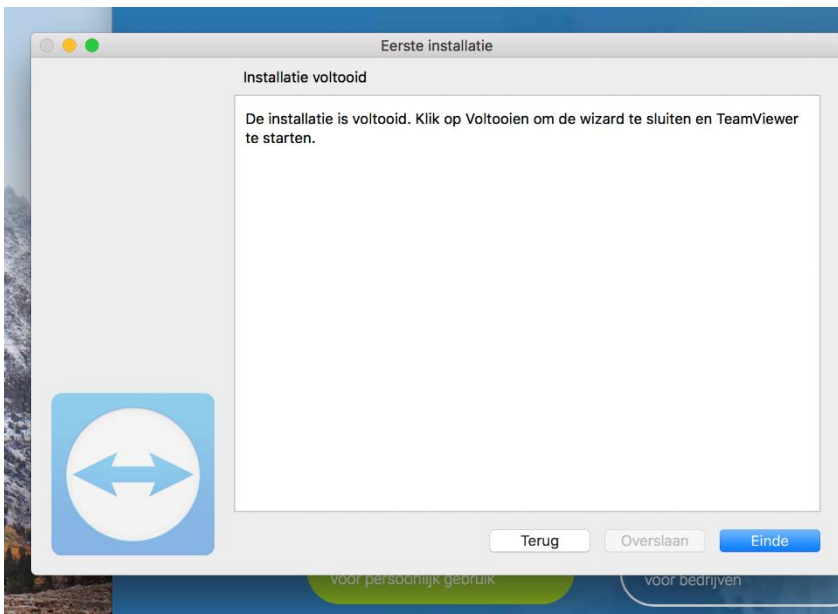 Eerste installatie
Installatie voltooid
De installatie is voltooid. Klik op Voltooien om de wizard te sluiten en TeamViewer
te starten.
Terug
Overslaan
Einde
voor persoonlijk gebruik
voor bedrijven